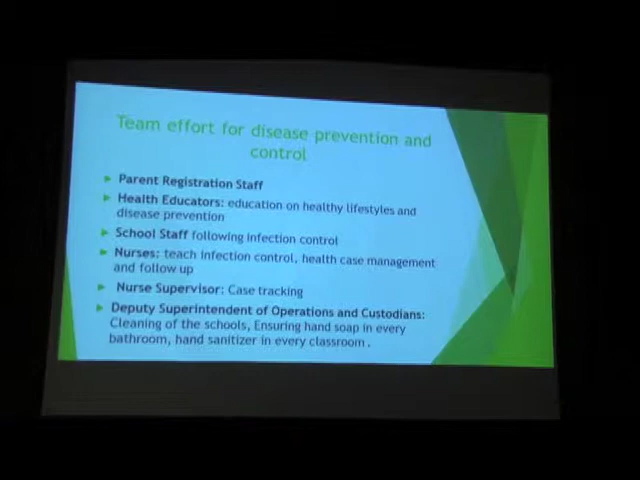 Team effort for disease prevention and
control
Parent Registration Staff
Health Educators: education on healthy lifestyles and
disease prevention
School Staff following infection control
Nurses: teach infection control, health case management
and follow up
Nurse Supervisor: Case tracking
Deputy Superintendent of Operations and Custodians:
Cleaning of the schools, Ensuring hand soap in every
bathroom, hand sanitizer in every classroom.